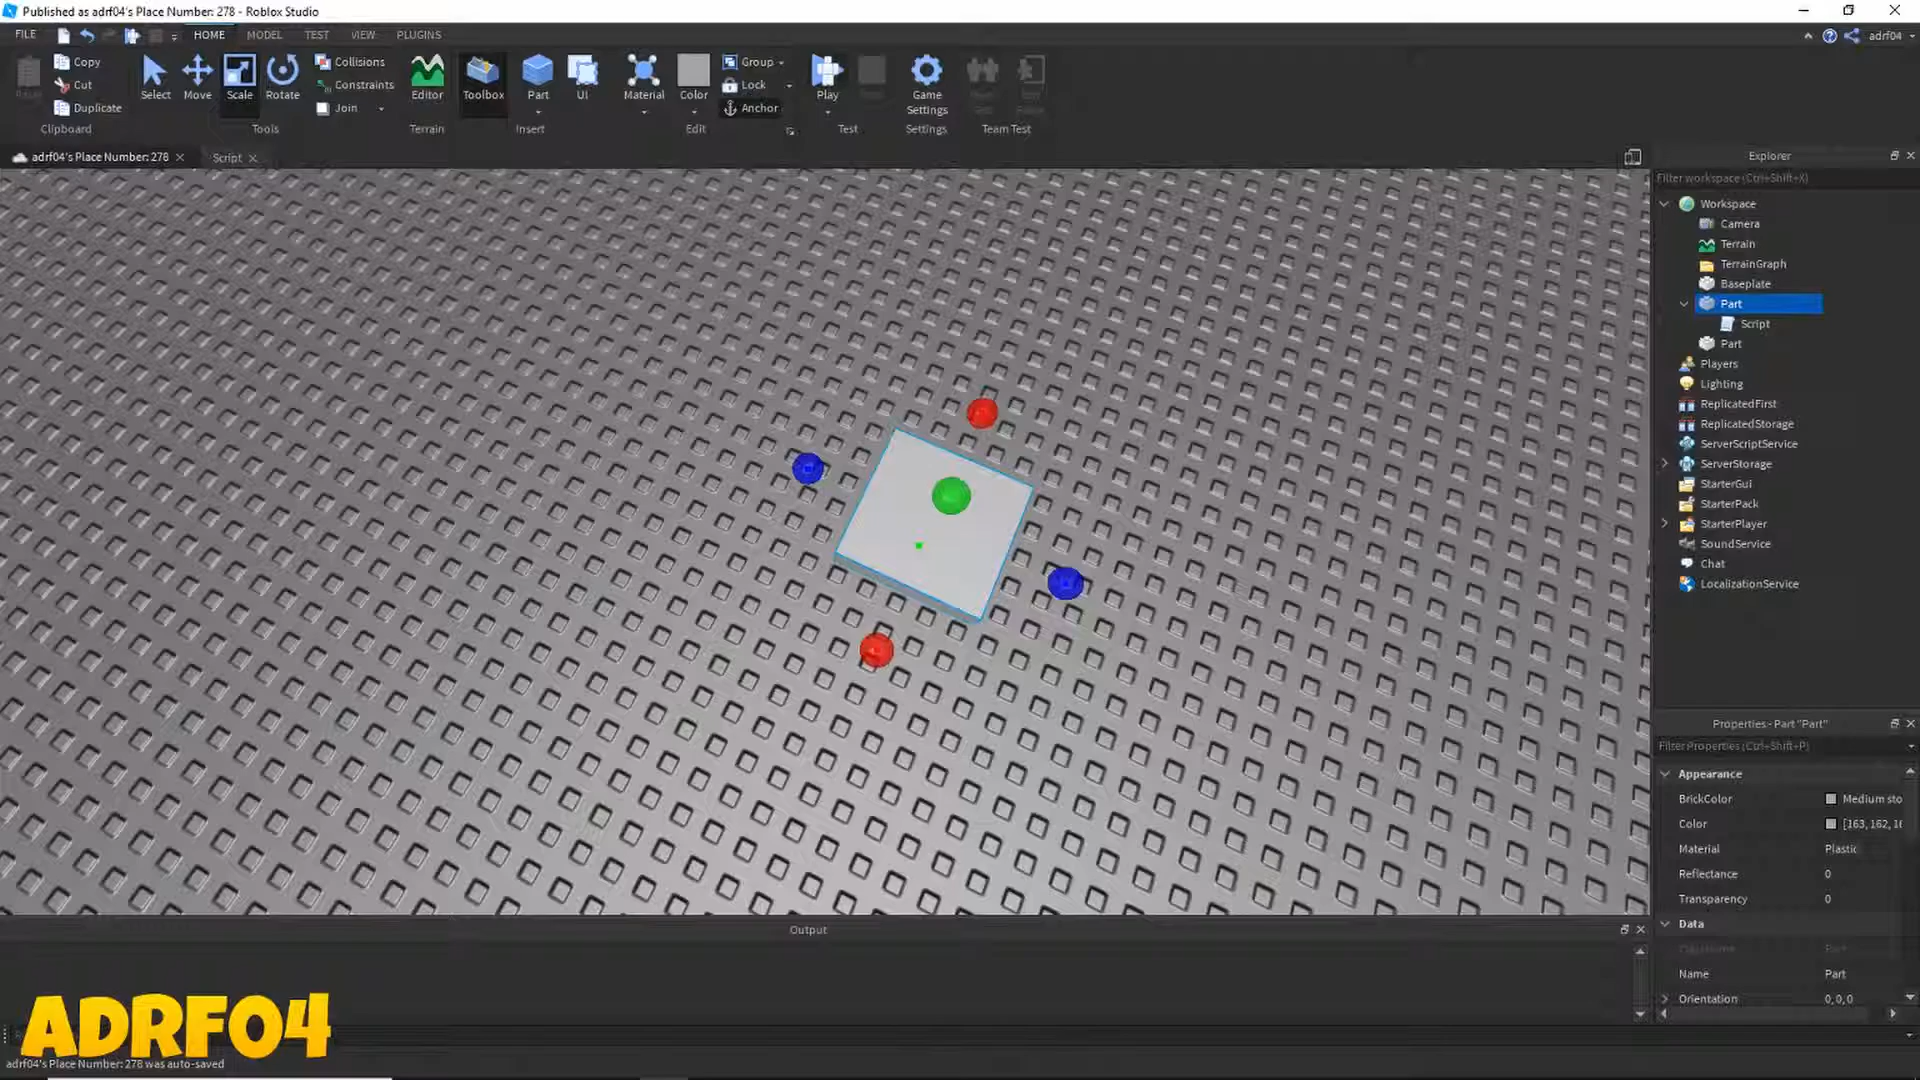 Published as adrf04's Place Number: 278 - Roblox Studio
FILE HOME MODEL TEST VIEW PLUGINS adrf04
Copy
Cut
Duplicate
Clipboard
Select Move Scale Rotate
Collisions
Constraints
Join
Tools
Editor
Terrain
Toolbox Part UI
Insert
Material Color
Group
Lock
Anchor
Edit
Play
Test
Game Settings
Settings
Team Test
adrf04's Place Number: 278 Script
Explorer
Filter workspace (Ctrl+Shift+X)
Workspace
Camera
Terrain
TerrainGraph
Baseplate
Part
Script
Part
Players
Lighting
ReplicatedFirst
ReplicatedStorage
ServerScriptService
ServerStorage
StarterGui
StarterPack
StarterPlayer
SoundService
Chat
LocalizationService
Properties - Part "Part"
Filter Properties (Ctrl+Shift+P)
Appearance
BrickColor Medium sto
Color [163, 162, 16
Material Plastic
Reflectance 0
Transparency 0
Data
Name Part
Orientation 0, 0, 0
Output
ADRF04
adrf04's Place Number: 278 was auto-saved